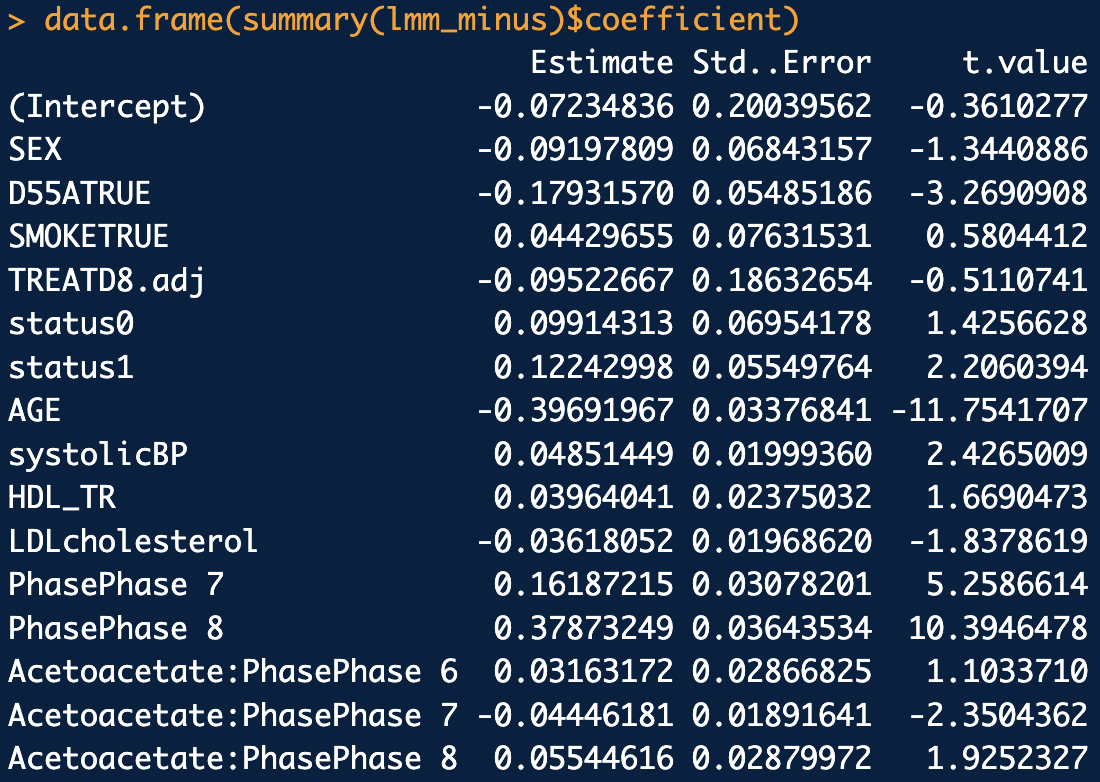 > data.frame(summary(lmm_minus)$coefficient)
Estimate Std..Error t.value
(Intercept) -0.07234836 0.20039562 -0.3610277
SEX -0.09197809 0.06843157 -1.3440886
D55ATRUE -0.17931570 0.05485186 -3.2690908
SMOKETRUE 0.04429655 0.07631531 0.5804412
TREATD8.adj -0.09522667 0.18632654 -0.5110741
status0 0.09914313 0.06954178 1.4256628
status1 0.12242998 0.05549764 2.2060394
AGE -0.39691967 0.03376841 -11.7541707
systolicBP 0.04851449 0.01999360 2.4265009
HDL_TR 0.03964041 0.02375032 1.6690473
LDLcholesterol -0.03618052 0.01968620 -1.8378619
PhasePhase 7 0.16187215 0.03078201 5.2586614
PhasePhase 8 0.37873249 0.03643534 10.3946478
Acetoacetate:PhasePhase 6 0.03163172 0.02866825 1.1033710
Acetoacetate:PhasePhase 7 -0.04446181 0.01891641 -2.3504362
Acetoacetate:PhasePhase 8 0.05544616 0.02879972 1.9252327